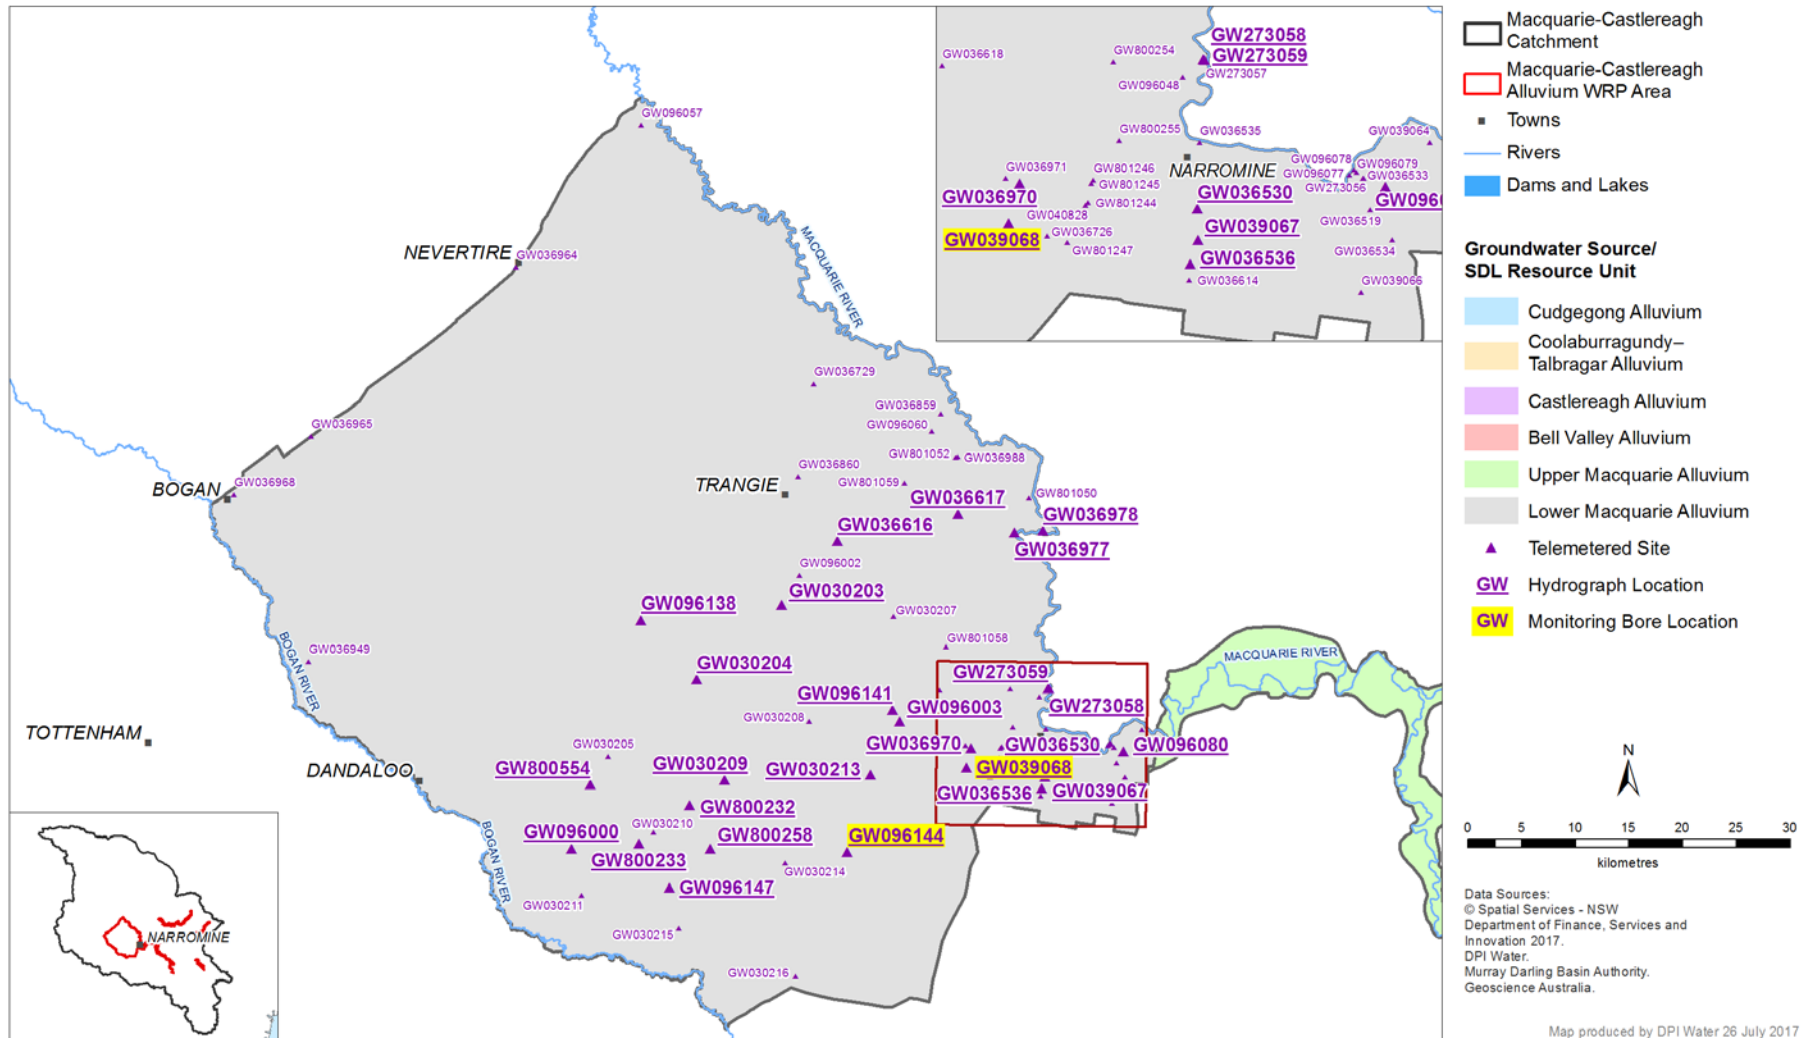 GW096057
NEVERTIRE
GW036964
MACQUARIE RIVER
GW036729
GW036859
GW096060
GW036965
GW801052
GW036988
GW036860
GW801059
BOGAN
GW036968
TRANGIE
GW036617
GW801050
GW036978
GW036616
GW036977
GW096002
GW030203
GW096138
GW030207
GW801058
BOGAN RIVER
GW036949
GW030204
GW273059
GW096141
GW096003
GW273058
GW030208
TOTTENHAM
GW030205
GW036970
GW036530
GW096080
DANDALOO
GW800554
GW030209
GW030213
GW039068
GW036536
GW039067
GW800232
BOGAN RIVER
GW096000
GW030210
GW800258
GW096144
GW800233
GW030214
GW096147
GW030211
GW030215
GW030216
MACQUARIE RIVER
NARROMINE
GW036618
GW800254
GW273058
GW273059
GW273057
GW096048
GW800255
GW036535
GW039064
NARROMINE
GW036971
GW801246
GW801245
GW801244
GW036970
GW040828
GW039068
GW036726
GW801247
GW036530
GW039067
GW036536
GW036614
GW096078
GW096079
GW096077
GW036533
GW273056
GW096
GW036519
GW036534
GW039066
Macquarie-Castlereagh
Catchment
Macquarie-Castlereagh
Alluvium WRP Area
Towns
Rivers
Dams and Lakes
Groundwater Source/
SDL Resource Unit
Cudgegong Alluvium
Coolaburragundy–
Talbragar Alluvium
Castlereagh Alluvium
Bell Valley Alluvium
Upper Macquarie Alluvium
Lower Macquarie Alluvium
Telemetered Site
GW Hydrograph Location
GW Monitoring Bore Location
N
0 5 10 15 20 25 30
kilometres
Data Sources:
© Spatial Services - NSW
Department of Finance, Services and
Innovation 2017.
DPI Water.
Murray Darling Basin Authority.
Geoscience Australia.
Map produced by DPI Water 26 July 2017